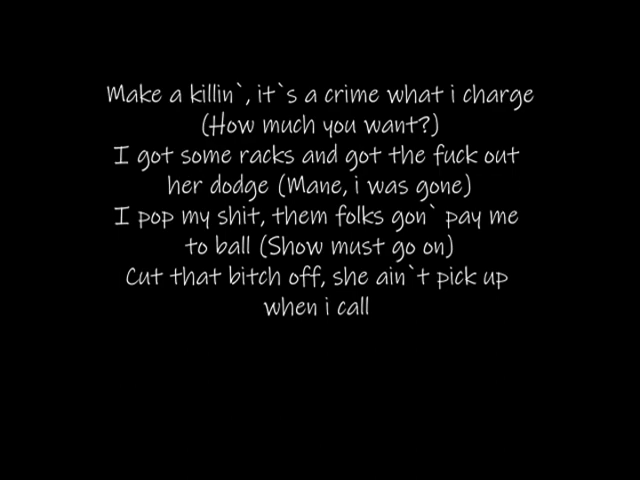 Make a killin`, it`s a crime what i charge
(How much you want?)
I got some racks and got the fuck out
her dodge (Mane, i was gone)
I pop my shit, them folks gon` pay me
to ball (Show must go on)
Cut that bitch off, she ain`t pick up
when i call